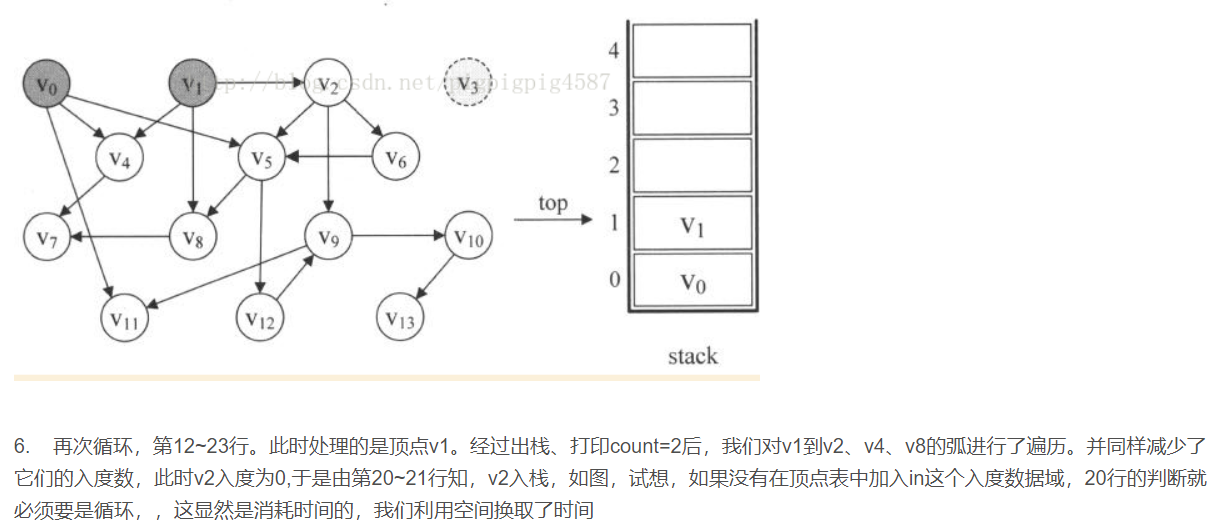 v0 v1 v2 v3
http://blog.csdn.net/pigpigpig4587
v4 v5 v6
v7 v8 v9 v10
v11 v12 v13
4
3
2
top 1 V1
0 V0
stack
6. 再次循环，第12~23行。此时处理的是顶点v1。经过出栈、打印count=2后，我们对v1到v2、v4、v8的弧进行了遍历。并同样减少了
它们的入度数，此时v2入度为0,于是由第20~21行知，v2入栈，如图，试想，如果没有在顶点表中加入in这个入度数据域，20行的判断就
必须要是循环，，这显然是消耗时间的，我们利用空间换取了时间